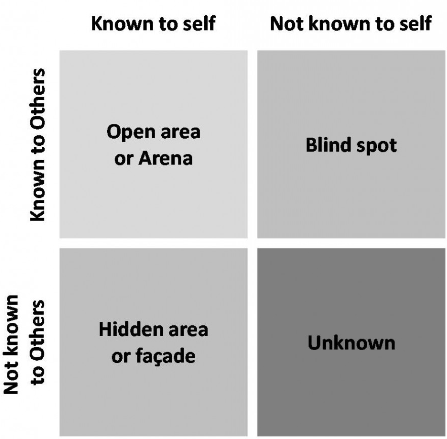 Known to self
Not known to self
Known to Others
Open area
or Arena
Blind spot
Not known
to Others
Hidden area
or façade
Unknown